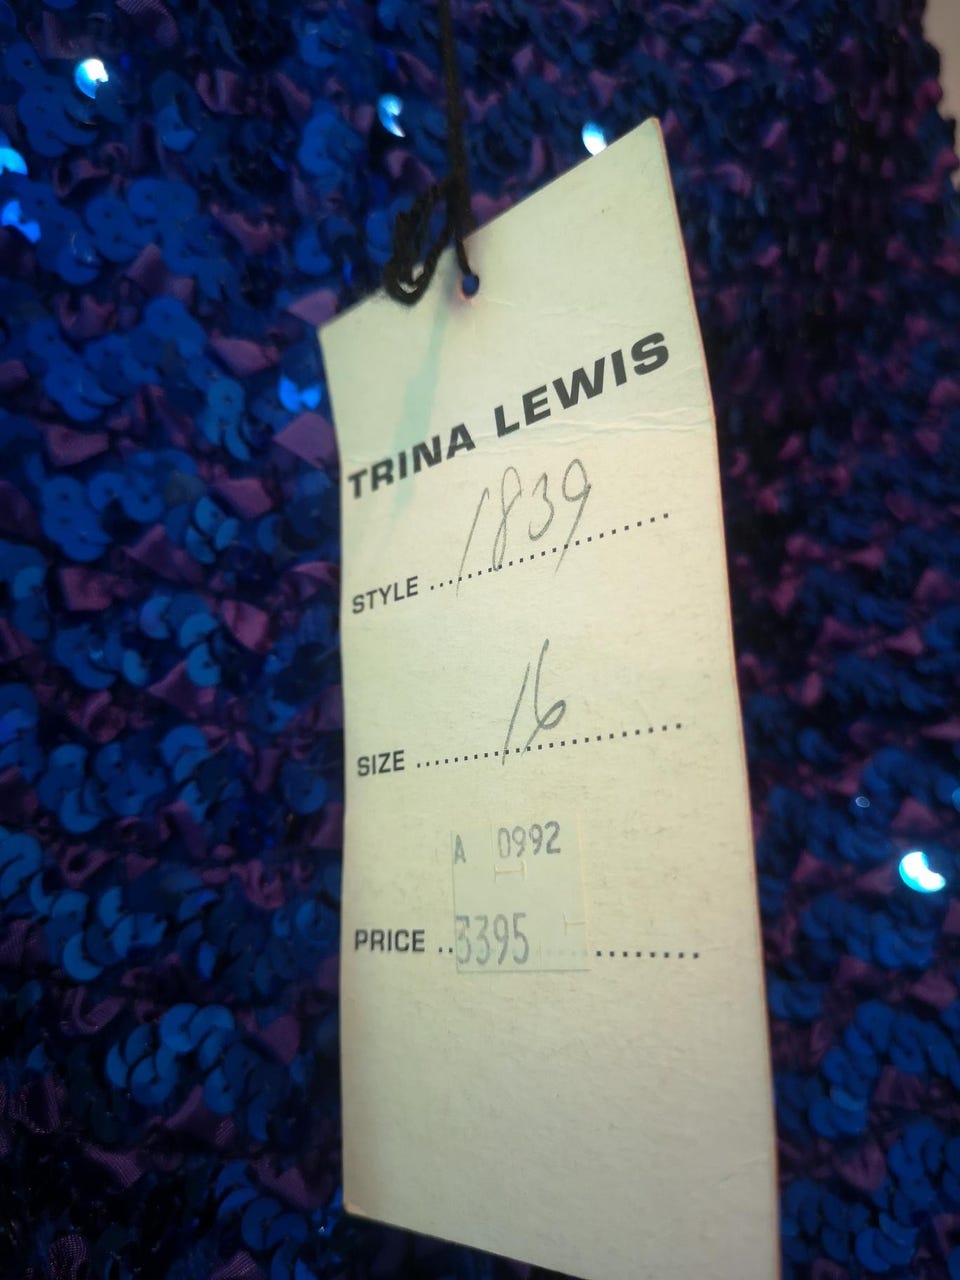 TRINA LEWIS
STYLE 1839
SIZE 16
A 0992
PRICE 3395